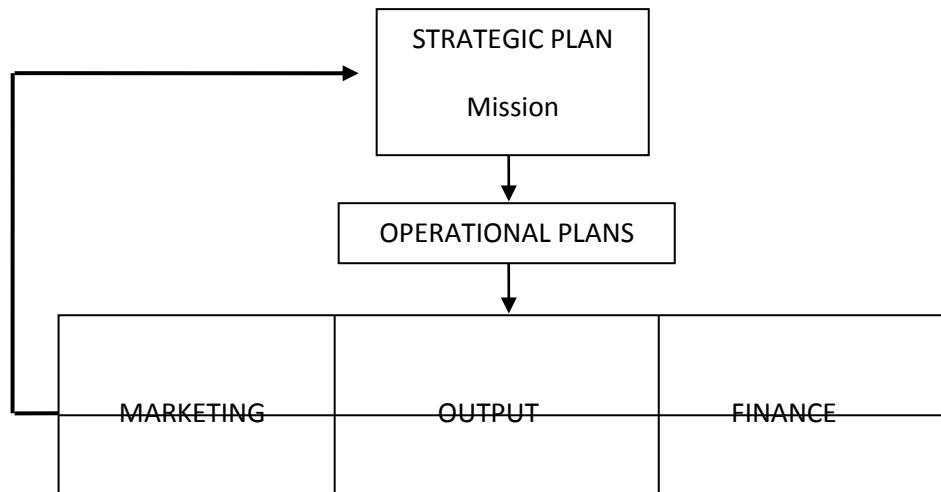 STRATEGIC PLAN
Mission
OPERATIONAL PLANS
MARKETING OUTPUT FINANCE